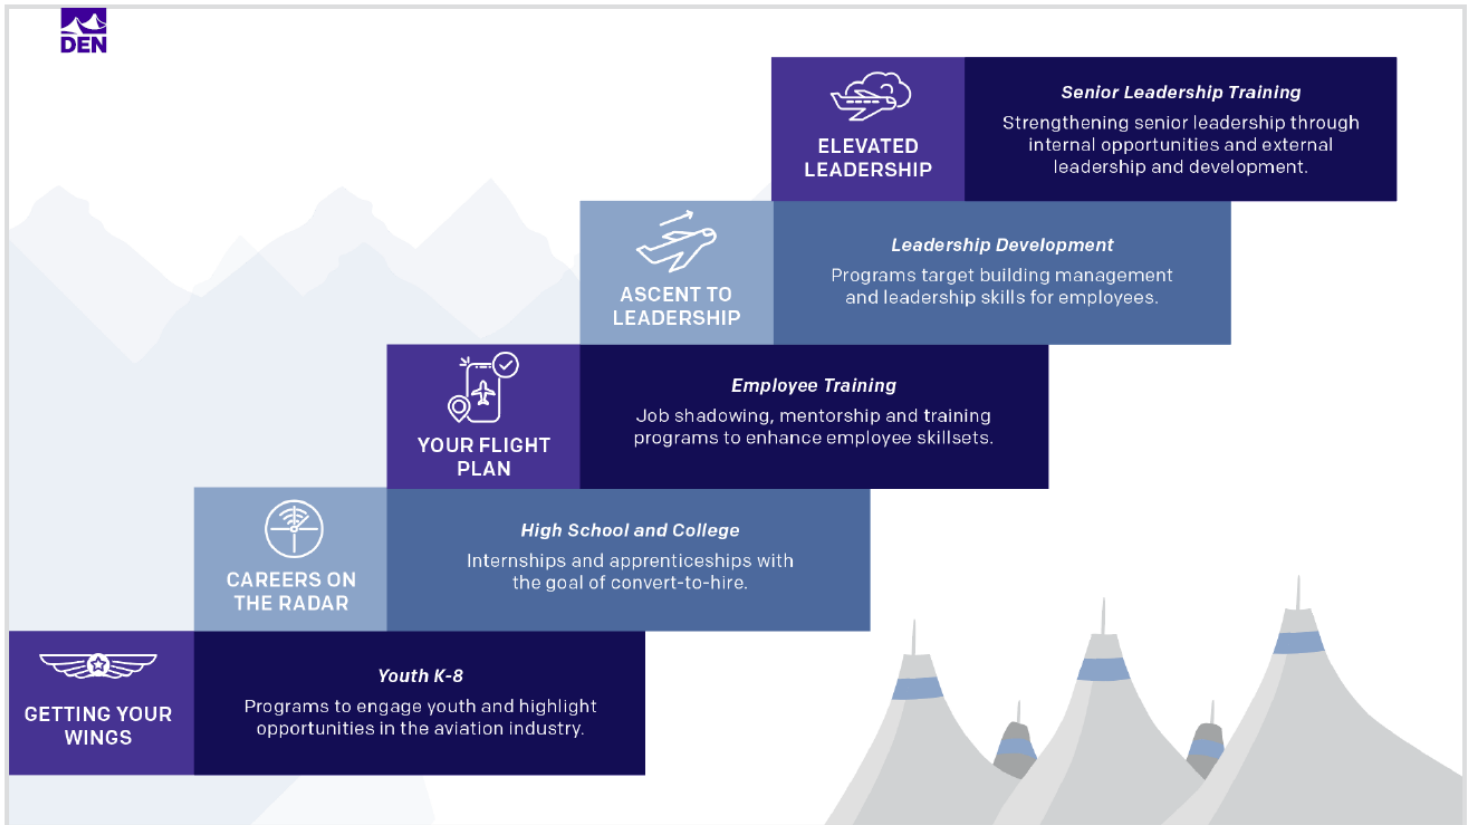 DEN
ELEVATED
LEADERSHIP
Senior Leadership Training
Strengthening senior leadership through
internal opportunities and external
leadership and development.
ASCENT TO
LEADERSHIP
Leadership Development
Programs target building management
and leadership skills for employees.
YOUR FLIGHT
PLAN
Employee Training
Job shadowing, mentorship and training
programs to enhance employee skillsets.
CAREERS ON
THE RADAR
High School and College
Internships and apprenticeships with
the goal of convert-to-hire.
GETTING YOUR
WINGS
Youth K-8
Programs to engage youth and highlight
opportunities in the aviation industry.